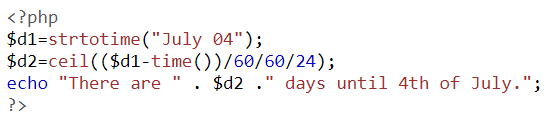 <?php
$d1=strtotime("July 04");
$d2=ceil(($d1-time())/60/60/24);
echo "There are " . $d2 ." days until 4th of July.";
?>